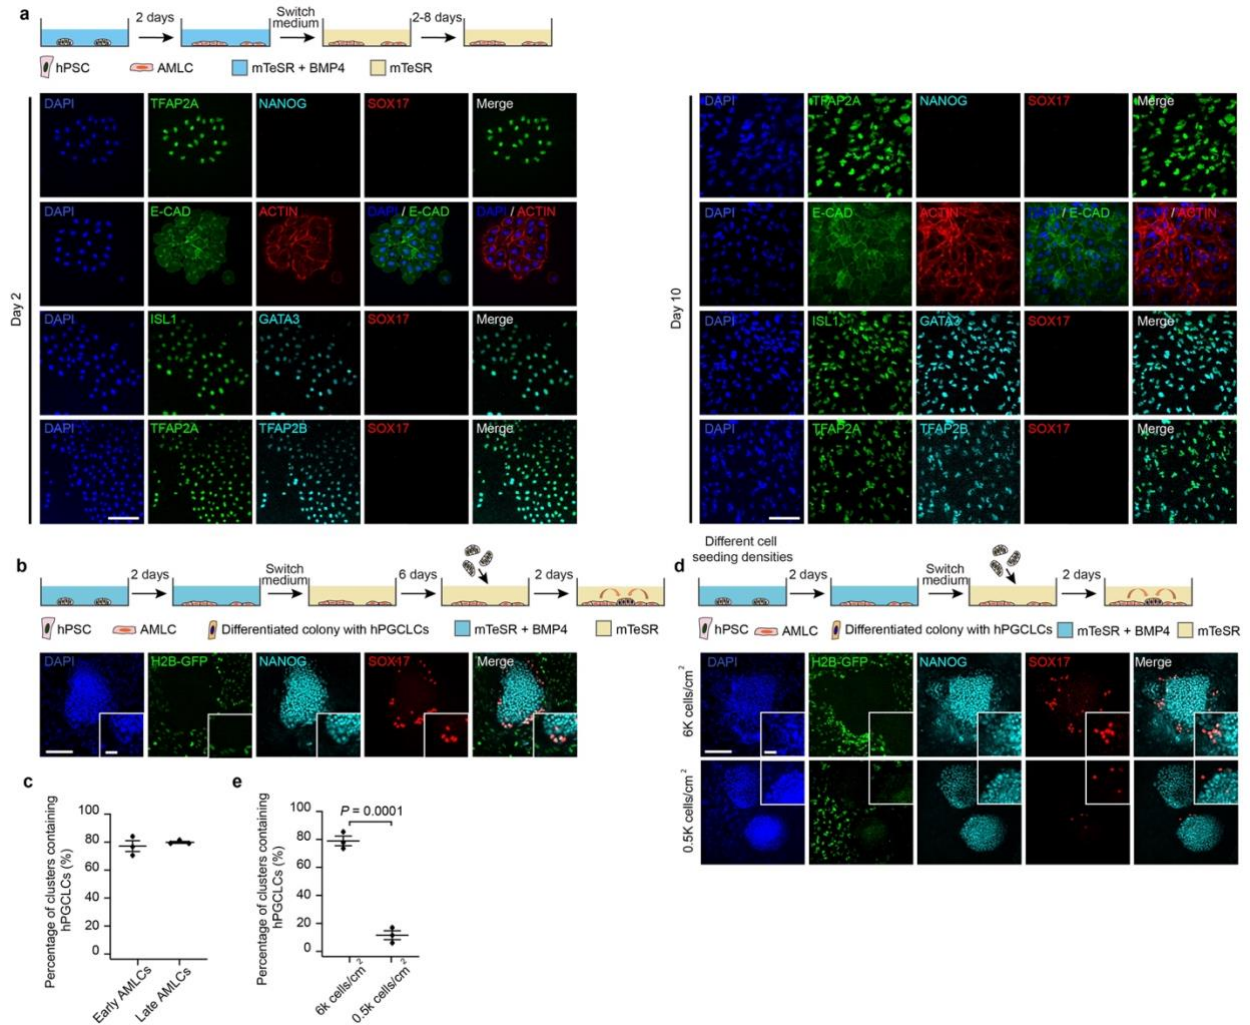 a
2 days
Switch
medium
2-8 days
hPSC
AMLC
mTeSR + BMP4
mTeSR
Day 2
DAPI TFAP2A NANOG SOX17 Merge
DAPI E-CAD ACTIN DAPI / E-CAD DAPI / ACTIN
DAPI ISL1 GATA3 SOX17 Merge
DAPI TFAP2A TFAP2B SOX17 Merge
Day 10
DAPI TFAP2A NANOG SOX17 Merge
DAPI E-CAD ACTIN DAPI / E-CAD DAPI / ACTIN
DAPI ISL1 GATA3 SOX17 Merge
DAPI TFAP2A TFAP2B SOX17 Merge
b
2 days
Switch
medium
6 days
2 days
hPSC
AMLC
Differentiated colony with hPGCLCs
mTeSR + BMP4
mTeSR
DAPI H2B-GFP NANOG SOX17 Merge
c
Percentage of clusters containing
hPGCLCs (%)
100
80
60
40
20
0
Early AMLCs
Late AMLCs
e
Percentage of clusters containing
hPGCLCs (%)
100
80
60
40
20
0
P = 0.0001
6k cells/cm2
0.5k cells/cm2
d
Different cell
seeding densities
2 days
Switch
medium
2 days
hPSC
AMLC
Differentiated colony with hPGCLCs
mTeSR + BMP4
mTeSR
6K cells/cm2
DAPI H2B-GFP NANOG SOX17 Merge
0.5K cells/cm2